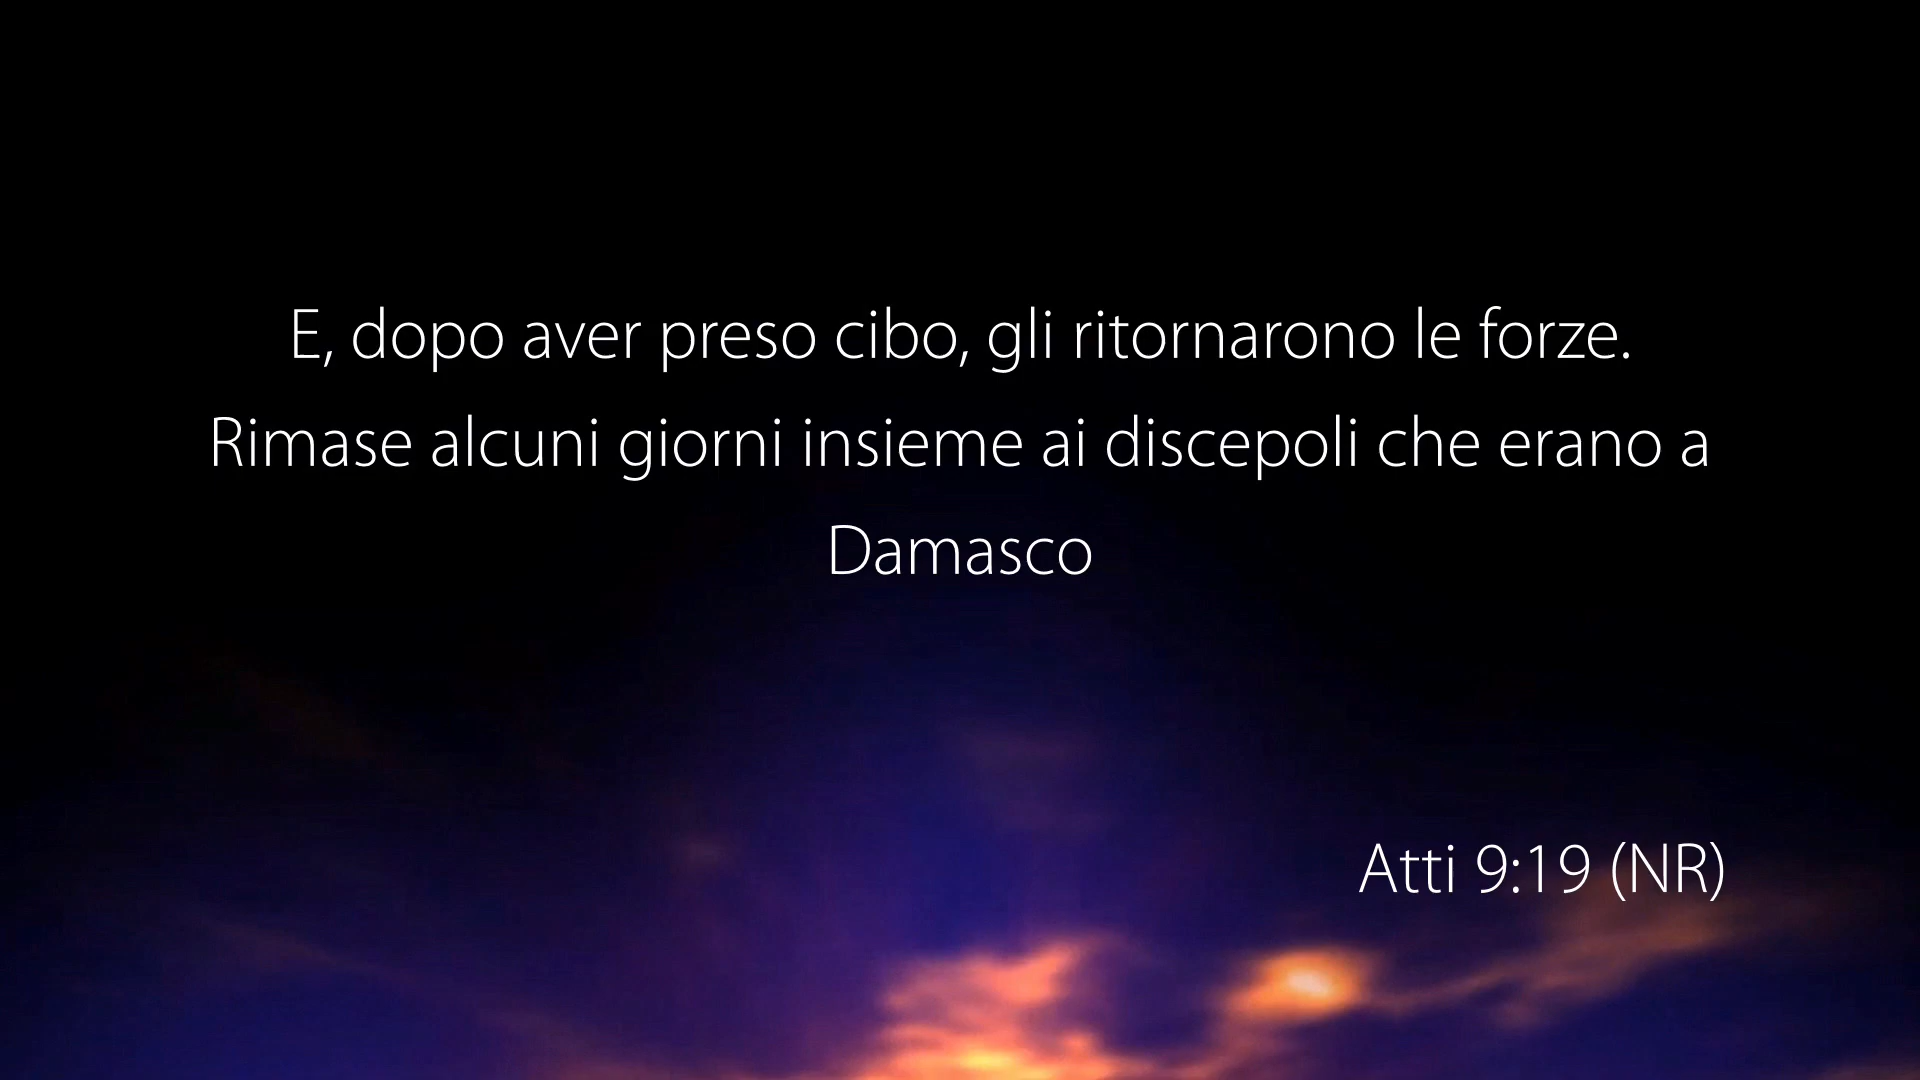 E, dopo aver preso cibo, gli ritornarono le forze.
Rimase alcuni giorni insieme ai discepoli che erano a
Damasco
Atti 9:19 (NR)